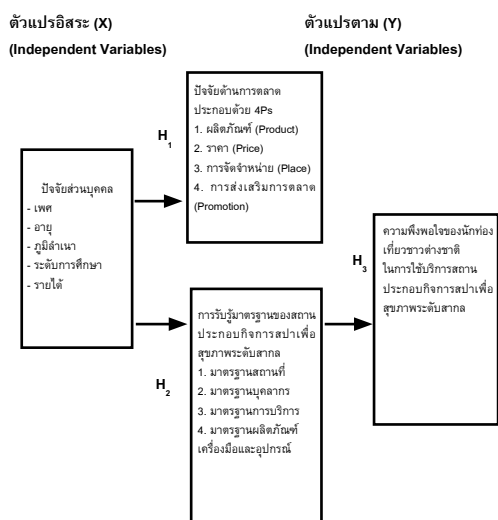 ตัวแปรอิสระ (X)
(Independent Variables)
ตัวแปรตาม (Y)
(Independent Variables)
ปัจจัยส่วนบุคคล
- เพศ
- อายุ
- ภูมิลำเนา
- ระดับการศึกษา
- รายได้
H1
ปัจจัยด้านการตลาด
ประกอบด้วย 4Ps
1. ผลิตภัณฑ์ (Product)
2. ราคา (Price)
3. การจัดจำหน่าย (Place)
4. การส่งเสริมการตลาด
(Promotion)
H2
การรับรู้มาตรฐานของสถาน
ประกอบกิจการสปาเพื่อ
สุขภาพระดับสากล
1. มาตรฐานสถานที่
2. มาตรฐานบุคลากร
3. มาตรฐานการบริการ
4. มาตรฐานผลิตภัณฑ์
เครื่องมือและอุปกรณ์
H3
ความพึงพอใจของนักท่อง
เที่ยวชาวต่างชาติ
ในการใช้บริการสถาน
ประกอบกิจการสปาเพื่อ
สุขภาพระดับสากล